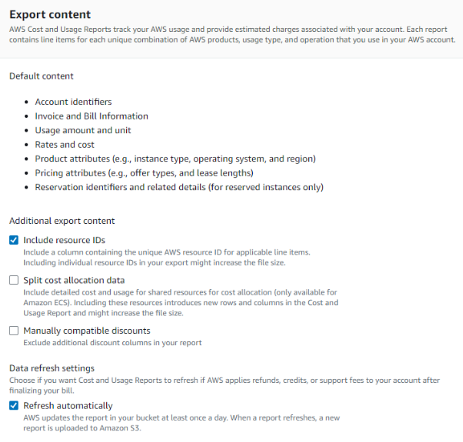 Export content
AWS Cost and Usage Reports track your AWS usage and provide estimated charges associated with your account. Each report
contains line items for each unique combination of AWS products, usage type, and operation that you use in your AWS account.
Default content
• Account identifiers
• Invoice and Bill Information
• Usage amount and unit
• Rates and cost
• Product attributes (e.g., instance type, operating system, and region)
• Pricing attributes (e.g., offer types, and lease lengths)
• Reservation identifiers and related details (for reserved instances only)
Additional export content
Include resource IDs
Include a column containing the unique AWS resource ID for applicable line items.
Including individual resource IDs in your export might increase the file size.
Split cost allocation data
Include detailed cost and usage for shared resources for cost allocation (only available for
Amazon ECS). Including these resources introduces new rows and columns in the Cost and
Usage Report and might increase the file size.
Manually compatible discounts
Exclude additional discount columns in your report
Data refresh settings
Choose if you want Cost and Usage Reports to refresh if AWS applies refunds, credits, or support fees to your account after
finalizing your bill.
Refresh automatically
AWS updates the report in your bucket at least once a day. When a report refreshes, a new
report is uploaded to Amazon S3.